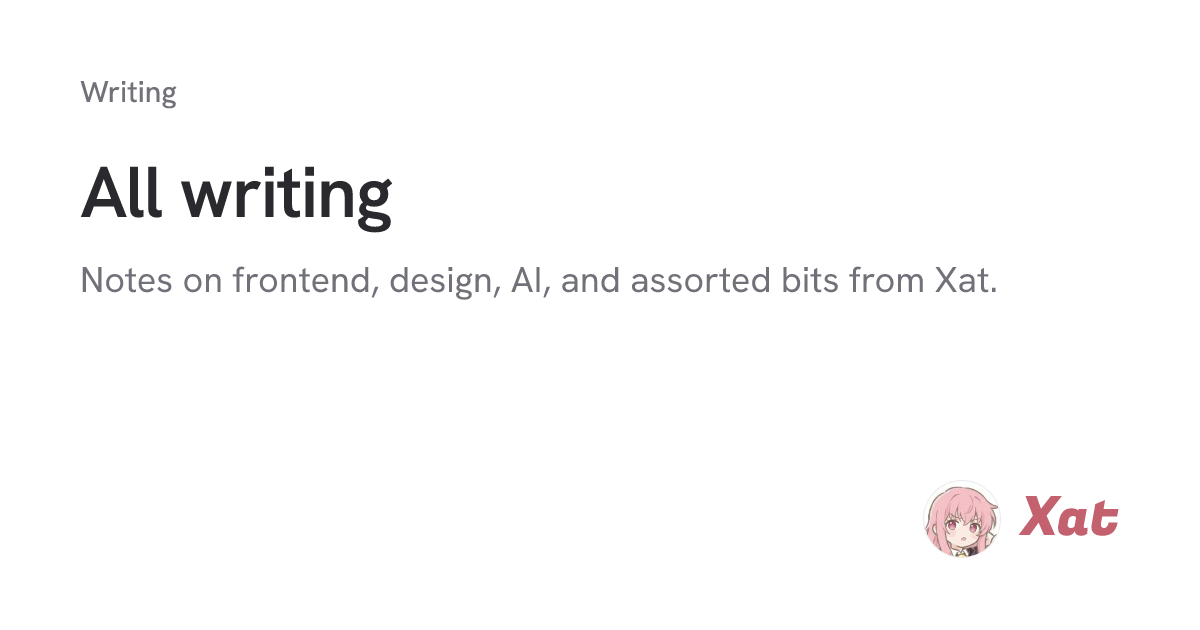 Writing
All writing
Notes on frontend, design, AI, and assorted bits from Xat.
Xat